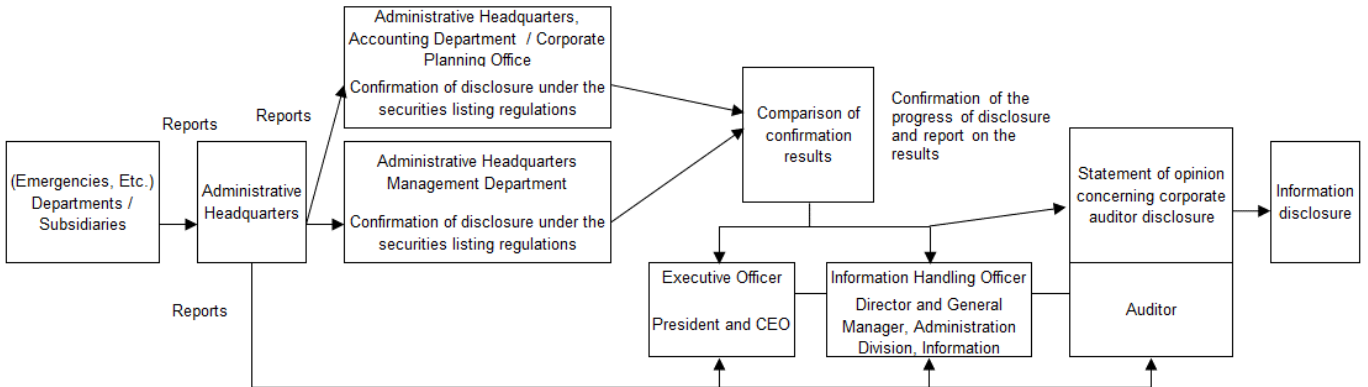 Administrative Headquarters,
Accounting Department / Corporate
Planning Office
Confirmation of disclosure under the
securities listing regulations
Reports
Reports
(Emergencies, Etc.)
Departments /
Subsidiaries
Administrative
Headquarters
Administrative Headquarters
Management Department
Confirmation of disclosure under the
securities listing regulations
Comparison of
confirmation
results
Confirmation of the
progress of disclosure
and report on the
results
Statement of opinion
concerning corporate
auditor disclosure
Information
disclosure
Reports
Executive Officer
President and CEO
Information Handling Officer
Director and General
Manager, Administration
Division, Information
Auditor